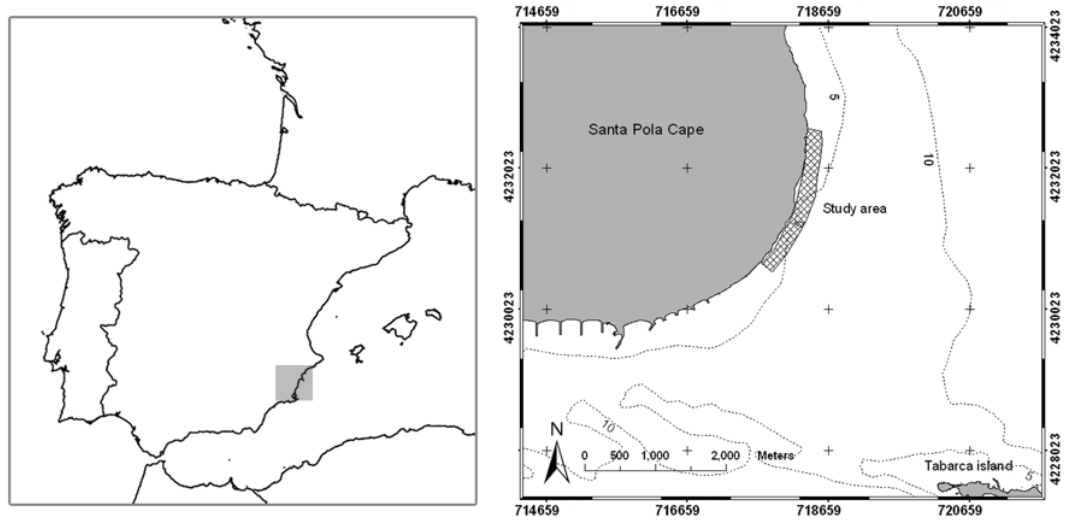 714659 716659 718659 720659
4234023
5
Santa Pola Cape
10
4232023
4232023
Study area
4230023
4230023
10
N
0 500 1,000 2,000 Meters
4228023
4228023
Tabarca island
5
714659 716659 718659 720659